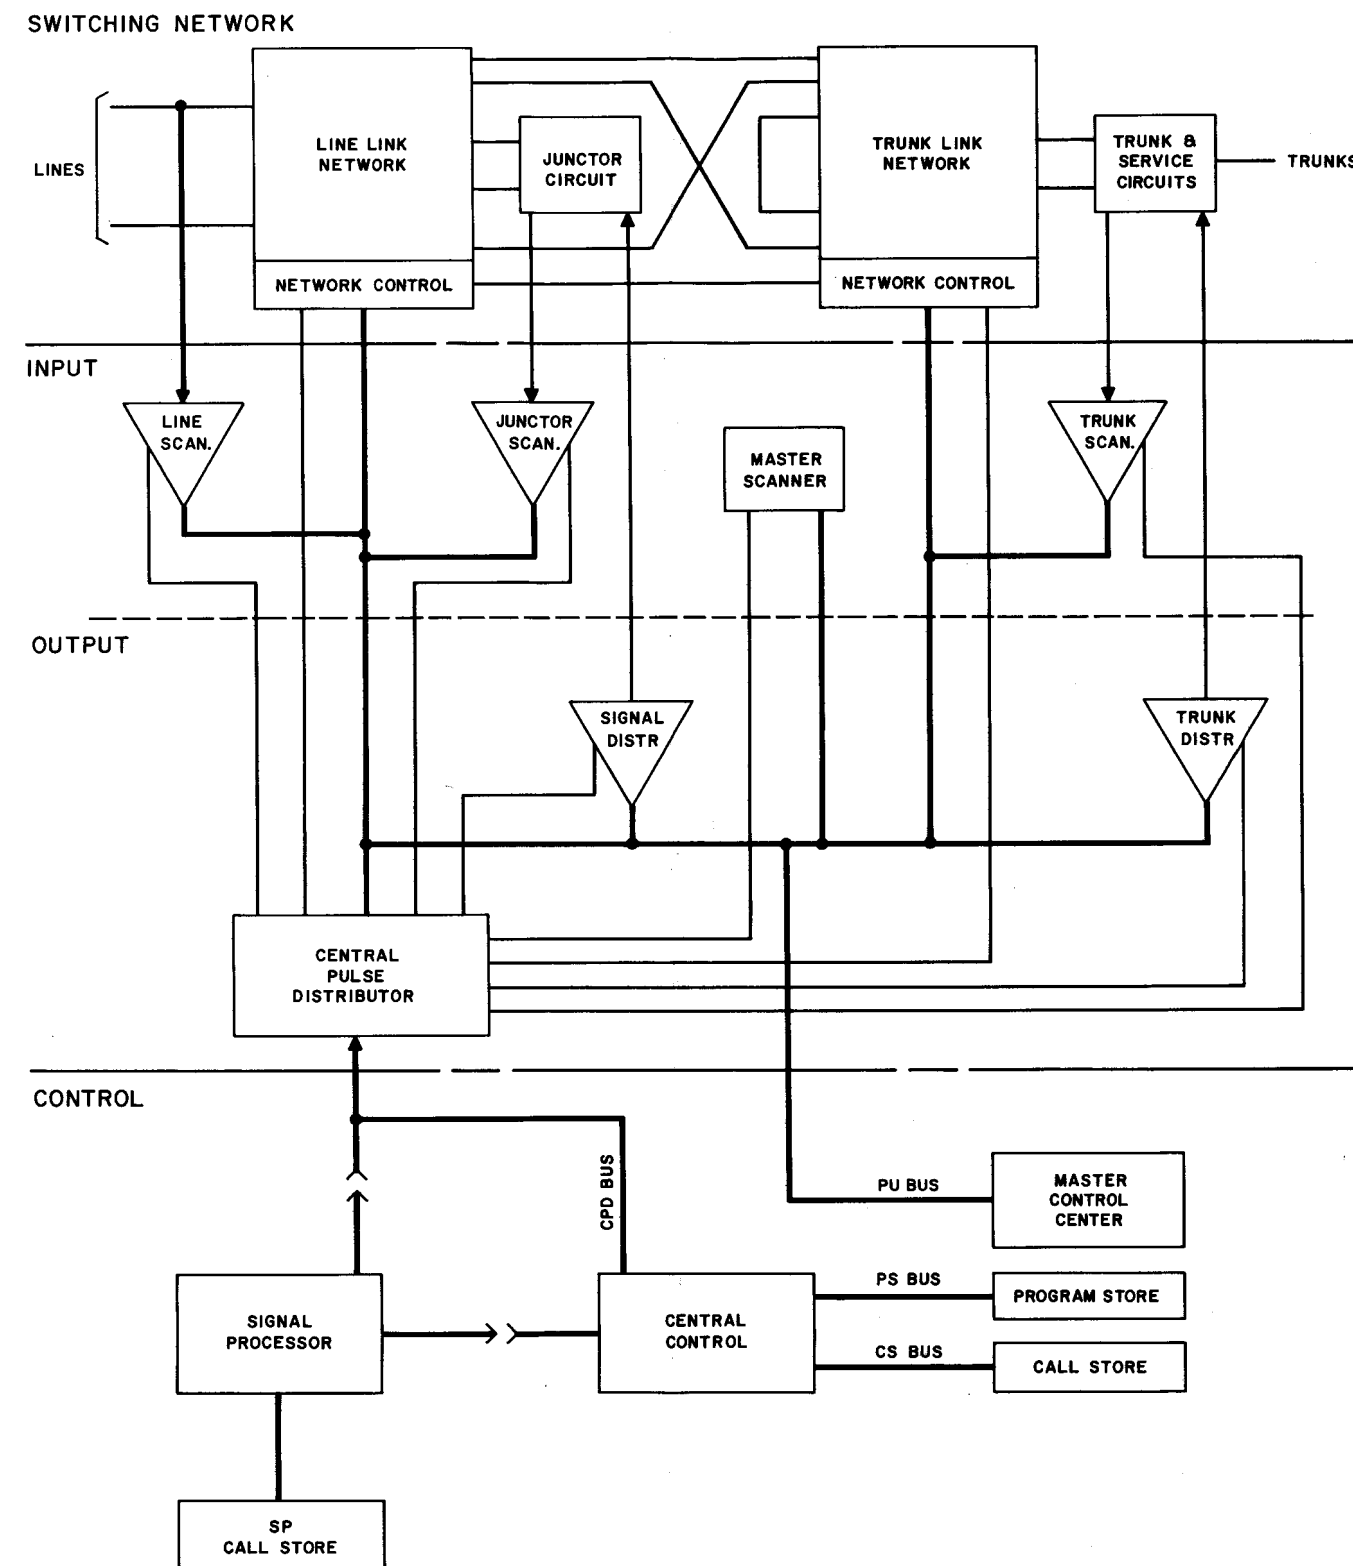 SWITCHING NETWORK
LINES
LINE LINK
NETWORK
JUNCTOR
CIRCUIT
TRUNK LINK
NETWORK
TRUNK &
SERVICE
CIRCUITS
TRUNKS
NETWORK CONTROL
NETWORK CONTROL
INPUT
LINE
SCAN.
JUNCTOR
SCAN.
MASTER
SCANNER
TRUNK
SCAN.
OUTPUT
SIGNAL
DISTR
TRUNK
DISTR
CENTRAL
PULSE
DISTRIBUTOR
CONTROL
CPD BUS
PU BUS
MASTER
CONTROL
CENTER
SIGNAL
PROCESSOR
CENTRAL
CONTROL
PS BUS
PROGRAM STORE
CS BUS
CALL STORE
SP
CALL STORE